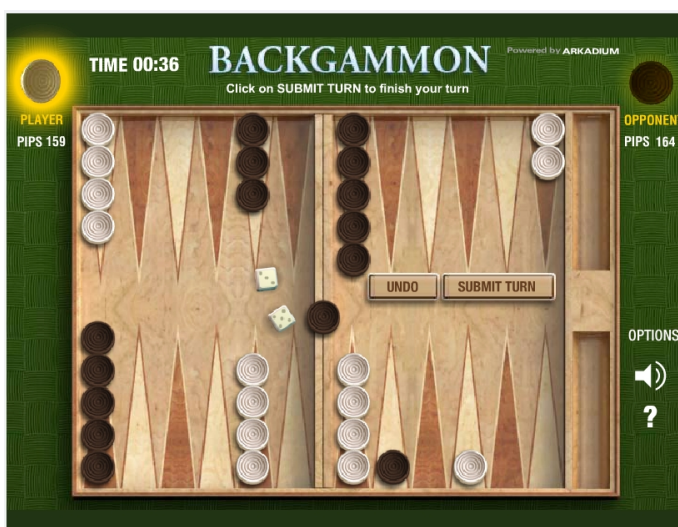 TIME 00:36
BACKGAMMON
Powered by ARKADIUM
Click on SUBMIT TURN to finish your turn
PLAYER
PIPS 159
OPPONEN
PIPS 164
UNDO
SUBMIT TURN
OPTIONS
?